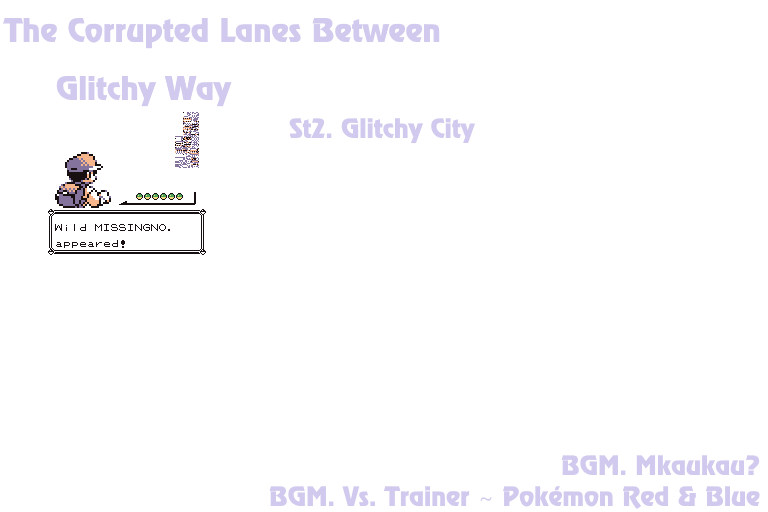 The Corrupted Lanes Between
Glitchy Way
St2. Glitchy City
Wild MISSINGNO.
appeared!
BGM. Mkaukau?
BGM. Vs. Trainer ~ Pokémon Red & Blue